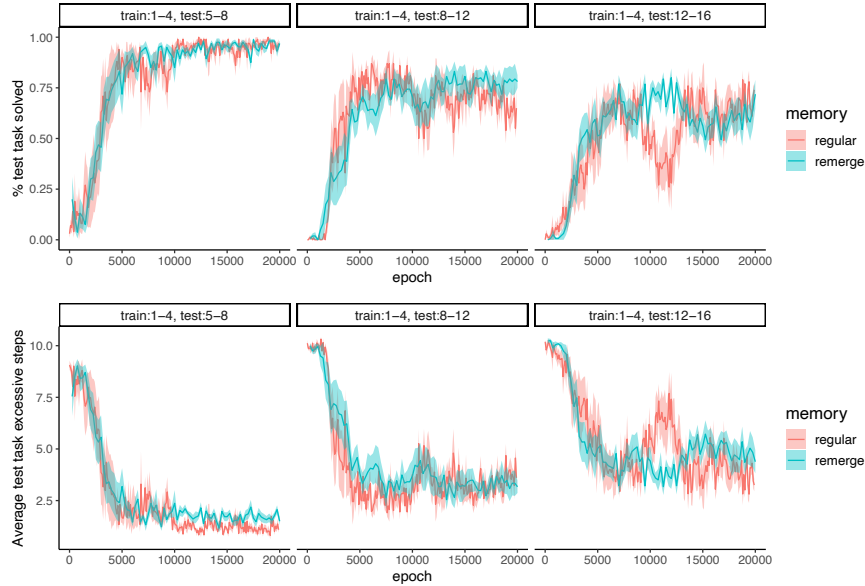 train:1−4, test:5−8
train:1−4, test:8−12
train:1−4, test:12−16
1.00
0.75
0.50
0.25
0.00
% test task solved
0 5000 10000 15000 20000
0 5000 10000 15000 20000
0 5000 10000 15000 20000
epoch
memory
regular
remerge
train:1−4, test:5−8
train:1−4, test:8−12
train:1−4, test:12−16
10.0
7.5
5.0
2.5
Average test task excessive steps
0 5000 10000 15000 20000
0 5000 10000 15000 20000
0 5000 10000 15000 20000
epoch
memory
regular
remerge